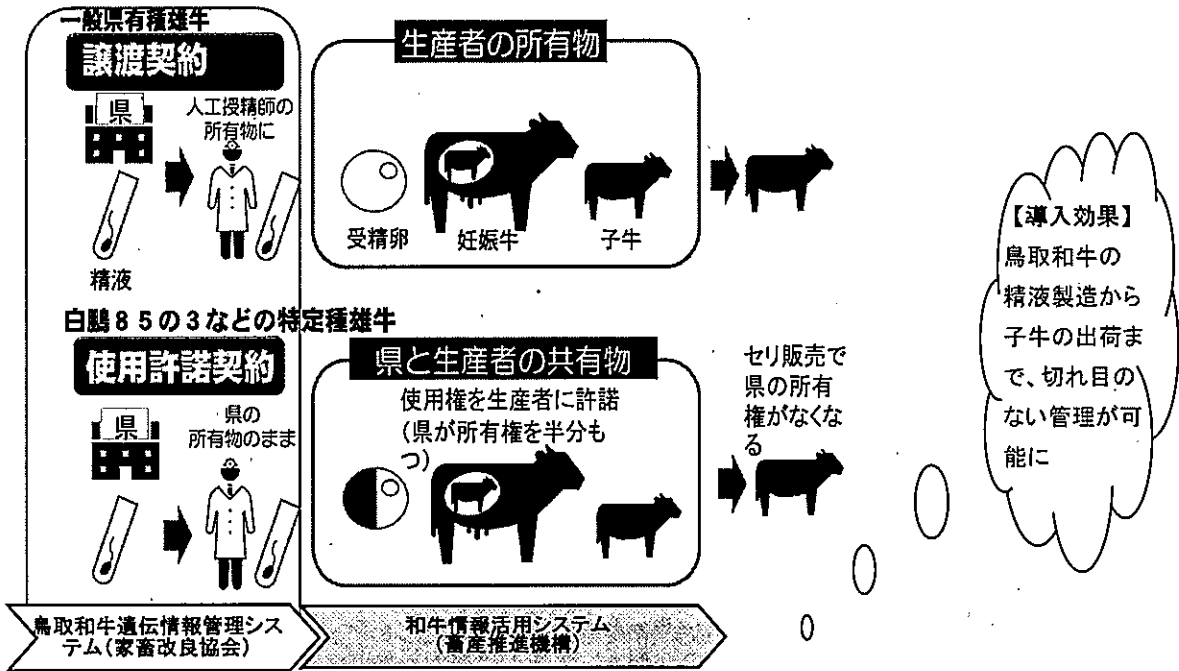 一般県有種雄牛
譲渡契約
県
人工授精師の
所有物に
精液
生産者の所有物
受精卵
妊娠牛
子牛
白鵬８５の３などの特定種雄牛
使用許諾契約
県
県の
所有物のまま
県と生産者の共有物
使用権を生産者に許諾
（県が所有権を半分も
つ）
セリ販売で
県の所有
権がなくな
る
【導入効果】
鳥取和牛の
精液製造から
子牛の出荷ま
で、切れ目の
ない管理が可
能に
鳥取和牛遺伝情報管理シス
テム（家畜改良協会）
和牛情報活用システム
（畜産推進機構）